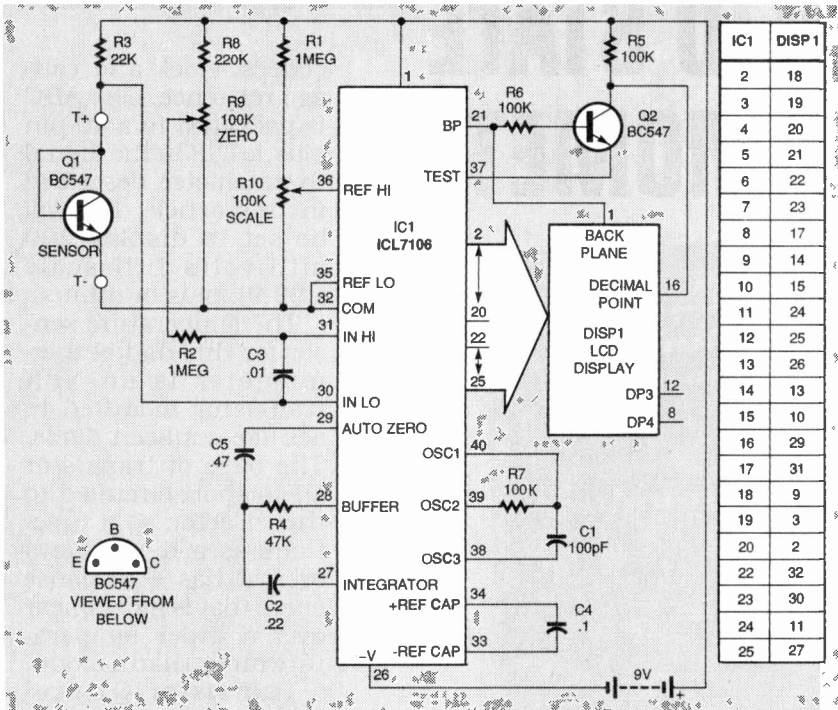 R3
22K
R8
220K
R1
1MEG
R5
100K
T+
R9
100K
ZERO
Q1
BC547
SENSOR
T-
R10
100K
SCALE
R2
1MEG
C3
.01
C5
.47
R4
47K
C2
.22
1
36 REF HI
35 REF LO
32 COM
31 IN HI
30 IN LO
29 AUTO ZERO
28 BUFFER
27 INTEGRATOR
-V
26
IC1
ICL7106
BP 21
TEST 37
2
20
22
25
OSC1 40
OSC2 39
OSC3 38
+REF CAP 34
-REF CAP 33
R6
100K
Q2
BC547
1
BACK
PLANE
DECIMAL
POINT 16
DISP1
LCD
DISPLAY
DP3 12
DP4 8
R7
100K
C1
100pF
C4
.1
9V
+
B
E C
BC547
VIEWED FROM
BELOW
IC1 DISP 1
2 18
3 19
4 20
5 21
6 22
7 23
8 17
9 14
10 15
11 24
12 25
13 26
14 13
15 10
16 29
17 31
18 9
19 3
20 2
22 32
23 30
24 11
25 27